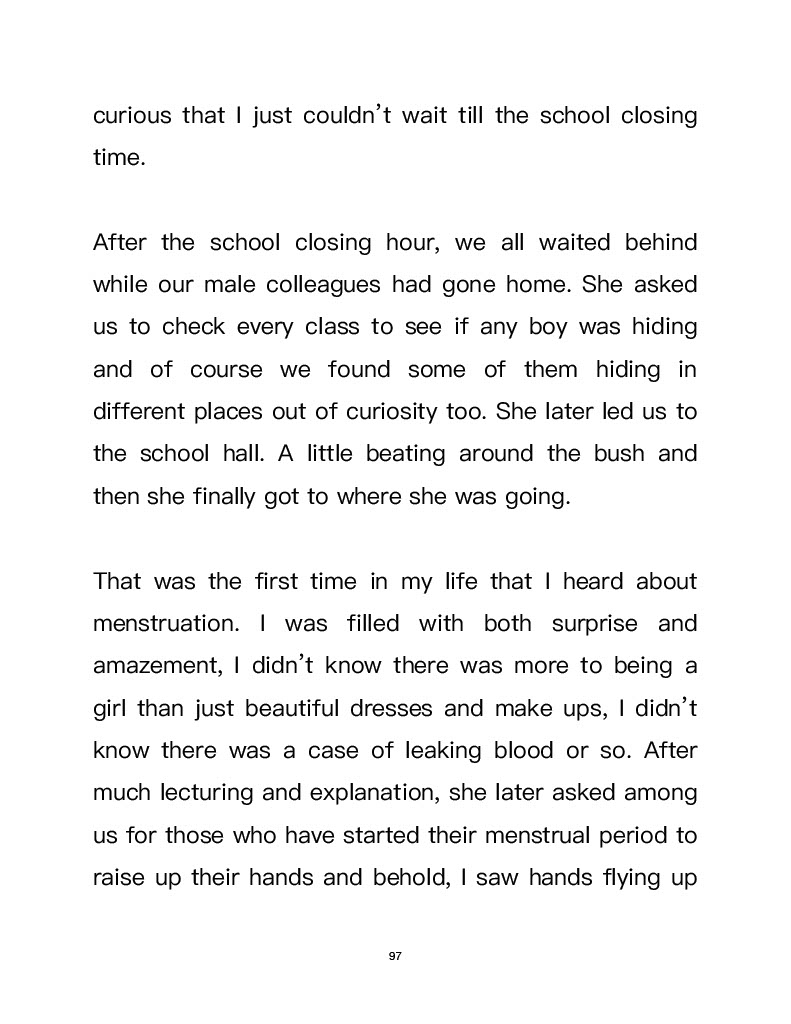 curious that I just couldn’t wait till the school closing
time.
After the school closing hour, we all waited behind
while our male colleagues had gone home. She asked
us to check every class to see if any boy was hiding
and of course we found some of them hiding in
different places out of curiosity too. She later led us to
the school hall. A little beating around the bush and
then she finally got to where she was going.
That was the first time in my life that I heard about
menstruation. I was filled with both surprise and
amazement, I didn’t know there was more to being a
girl than just beautiful dresses and make ups, I didn’t
know there was a case of leaking blood or so. After
much lecturing and explanation, she later asked among
us for those who have started their menstrual period to
raise up their hands and behold, I saw hands flying up
97